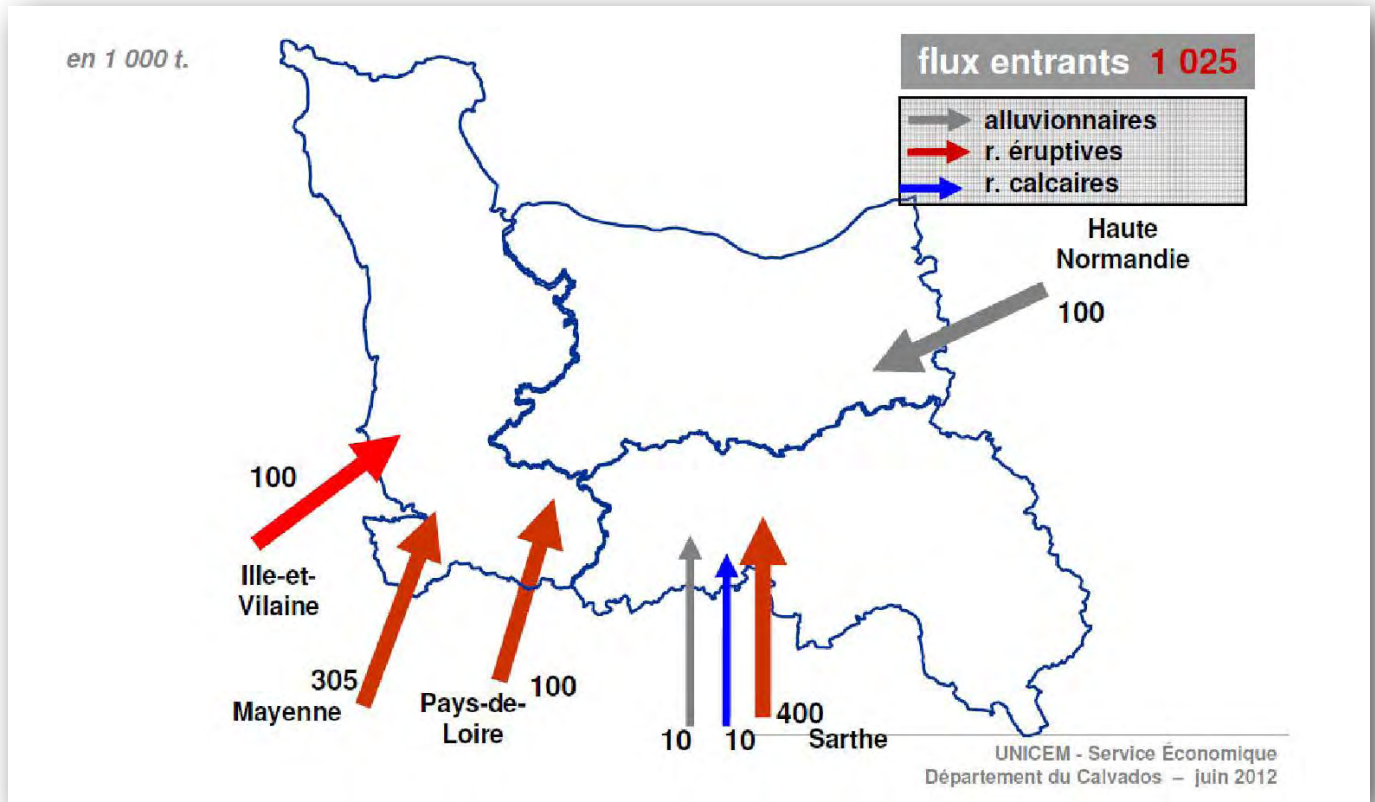 en 1 000 t.
flux entrants 1 025
alluvionnaires
r. éruptives
r. calcaires
Haute
Normandie
100
100
Ille-et-
Vilaine
305
Mayenne
100
Pays-de-
Loire
10
10
400
Sarthe
UNICEM - Service Économique
Département du Calvados – juin 2012